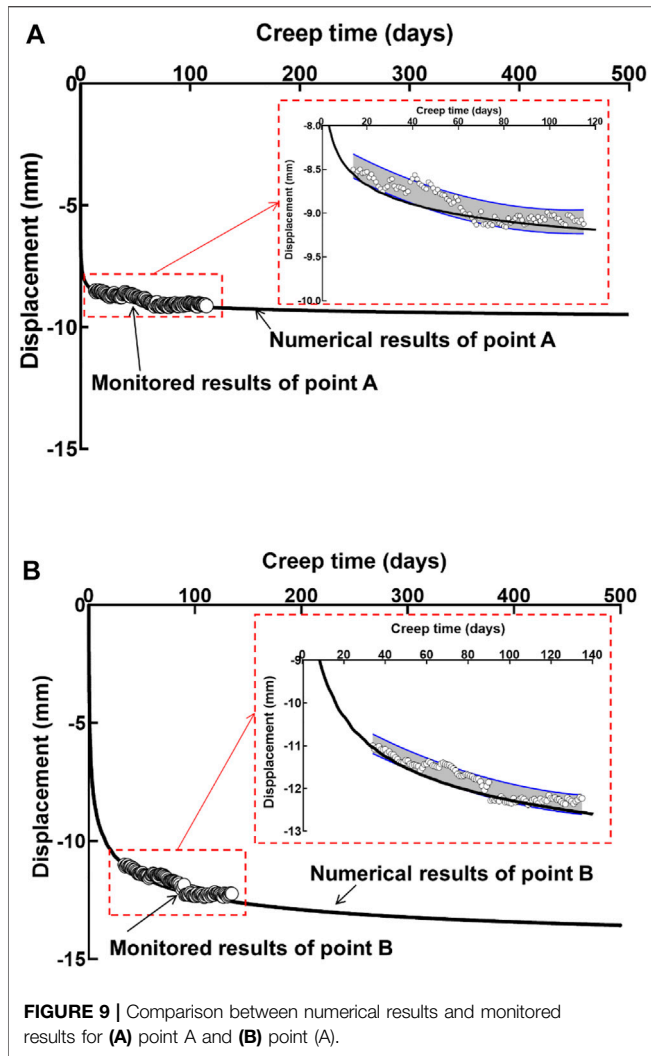 A
Creep time (days)
0 100 200 300 400 500
Displacement (mm)
0
-5
-10
-15
Creep time (days)
20 40 60 80 100 120
Dispplacement (mm)
-8.0
-8.5
-9.0
-9.5
-10.0
Numerical results of point A
Monitored results of point A
B
Creep time (days)
0 100 200 300 400 500
Displacement (mm)
0
-5
-10
-15
Creep time (days)
0 20 40 60 80 100 120 140
Dispplacement (mm)
-9
-10
-11
-12
-13
Numerical results of point B
Monitored results of point B
FIGURE 9 | Comparison between numerical results and monitored
results for (A) point A and (B) point (A).